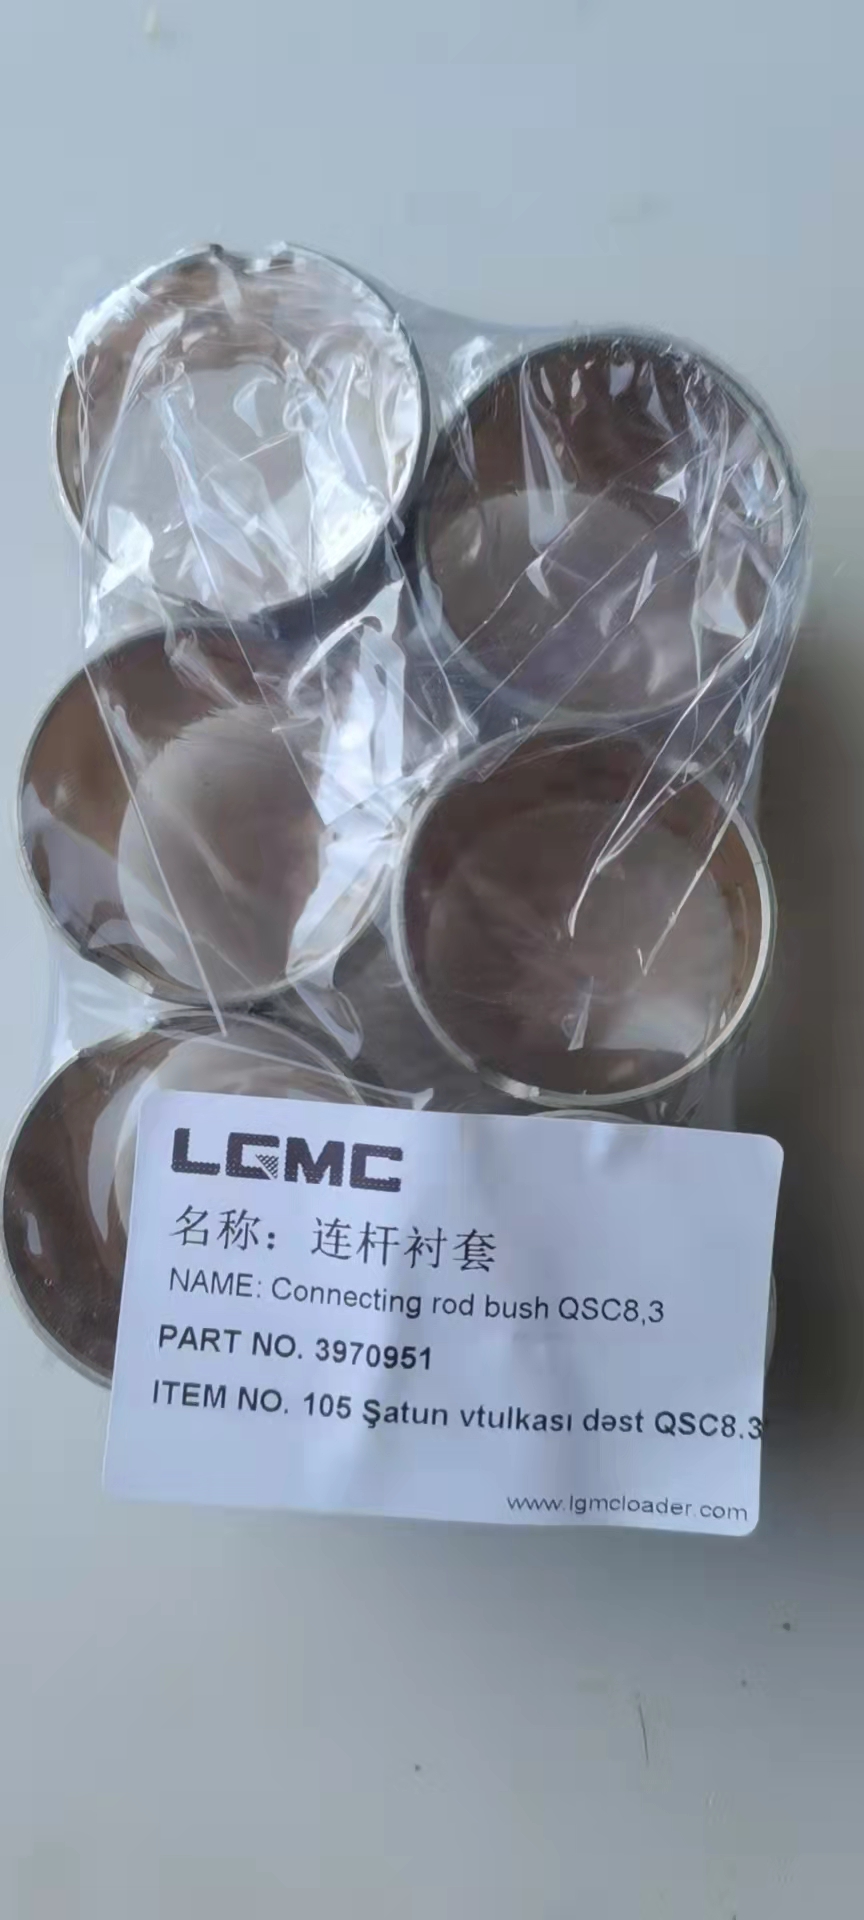 LGMC
名称：连杆衬套
NAME: Connecting rod bush QSC8,3
PART NO. 3970951
ITEM NO. 105 Şatun vtulkası dəst QSC8.3
www.lgmcloader.com